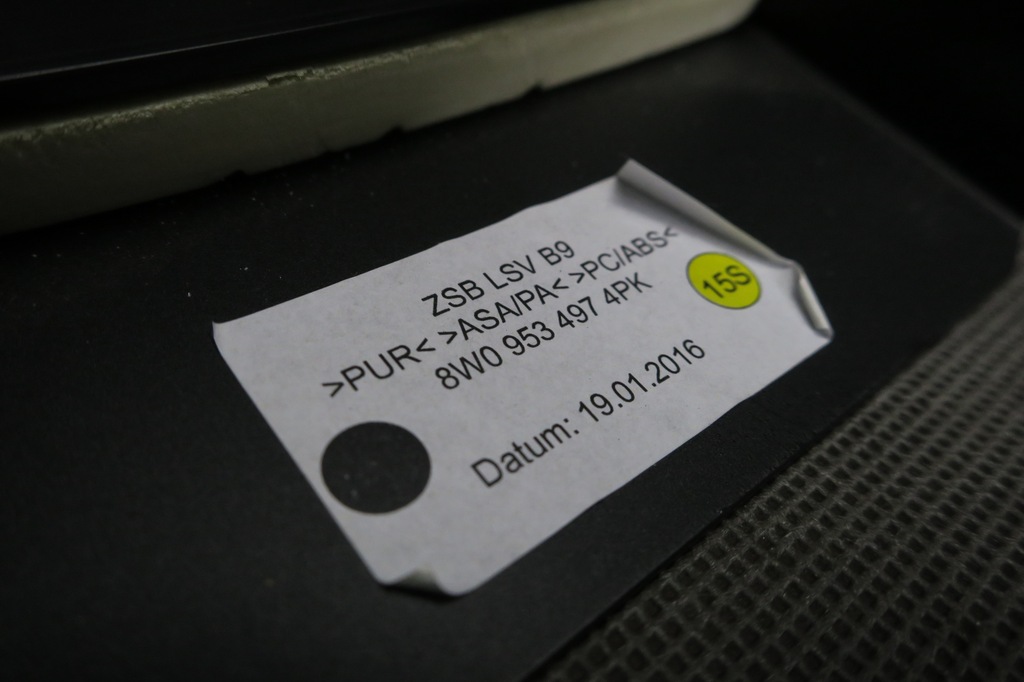 ZSB LSV B9
>PUR< >ASA/PA< >PC/ABS<
8W0 953 497 4PK
15S
Datum: 19.01.2016